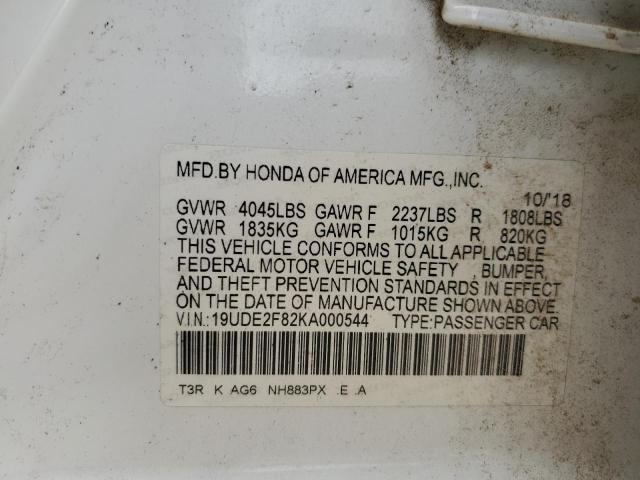 MFD.BY HONDA OF AMERICA MFG.,INC.
10/'18
GVWR 4045LBS GAWR F 2237LBS R 1808LBS
GVWR 1835KG GAWR F 1015KG R 820KG
THIS VEHICLE CONFORMS TO ALL APPLICABLE
FEDERAL MOTOR VEHICLE SAFETY , BUMPER,
AND THEFT PREVENTION STANDARDS IN EFFECT
ON THE DATE OF MANUFACTURE SHOWN ABOVE.
V.I.N.:19UDE2F82KA000544 TYPE:PASSENGER CAR
T3R K AG6 NH883PX .E .A